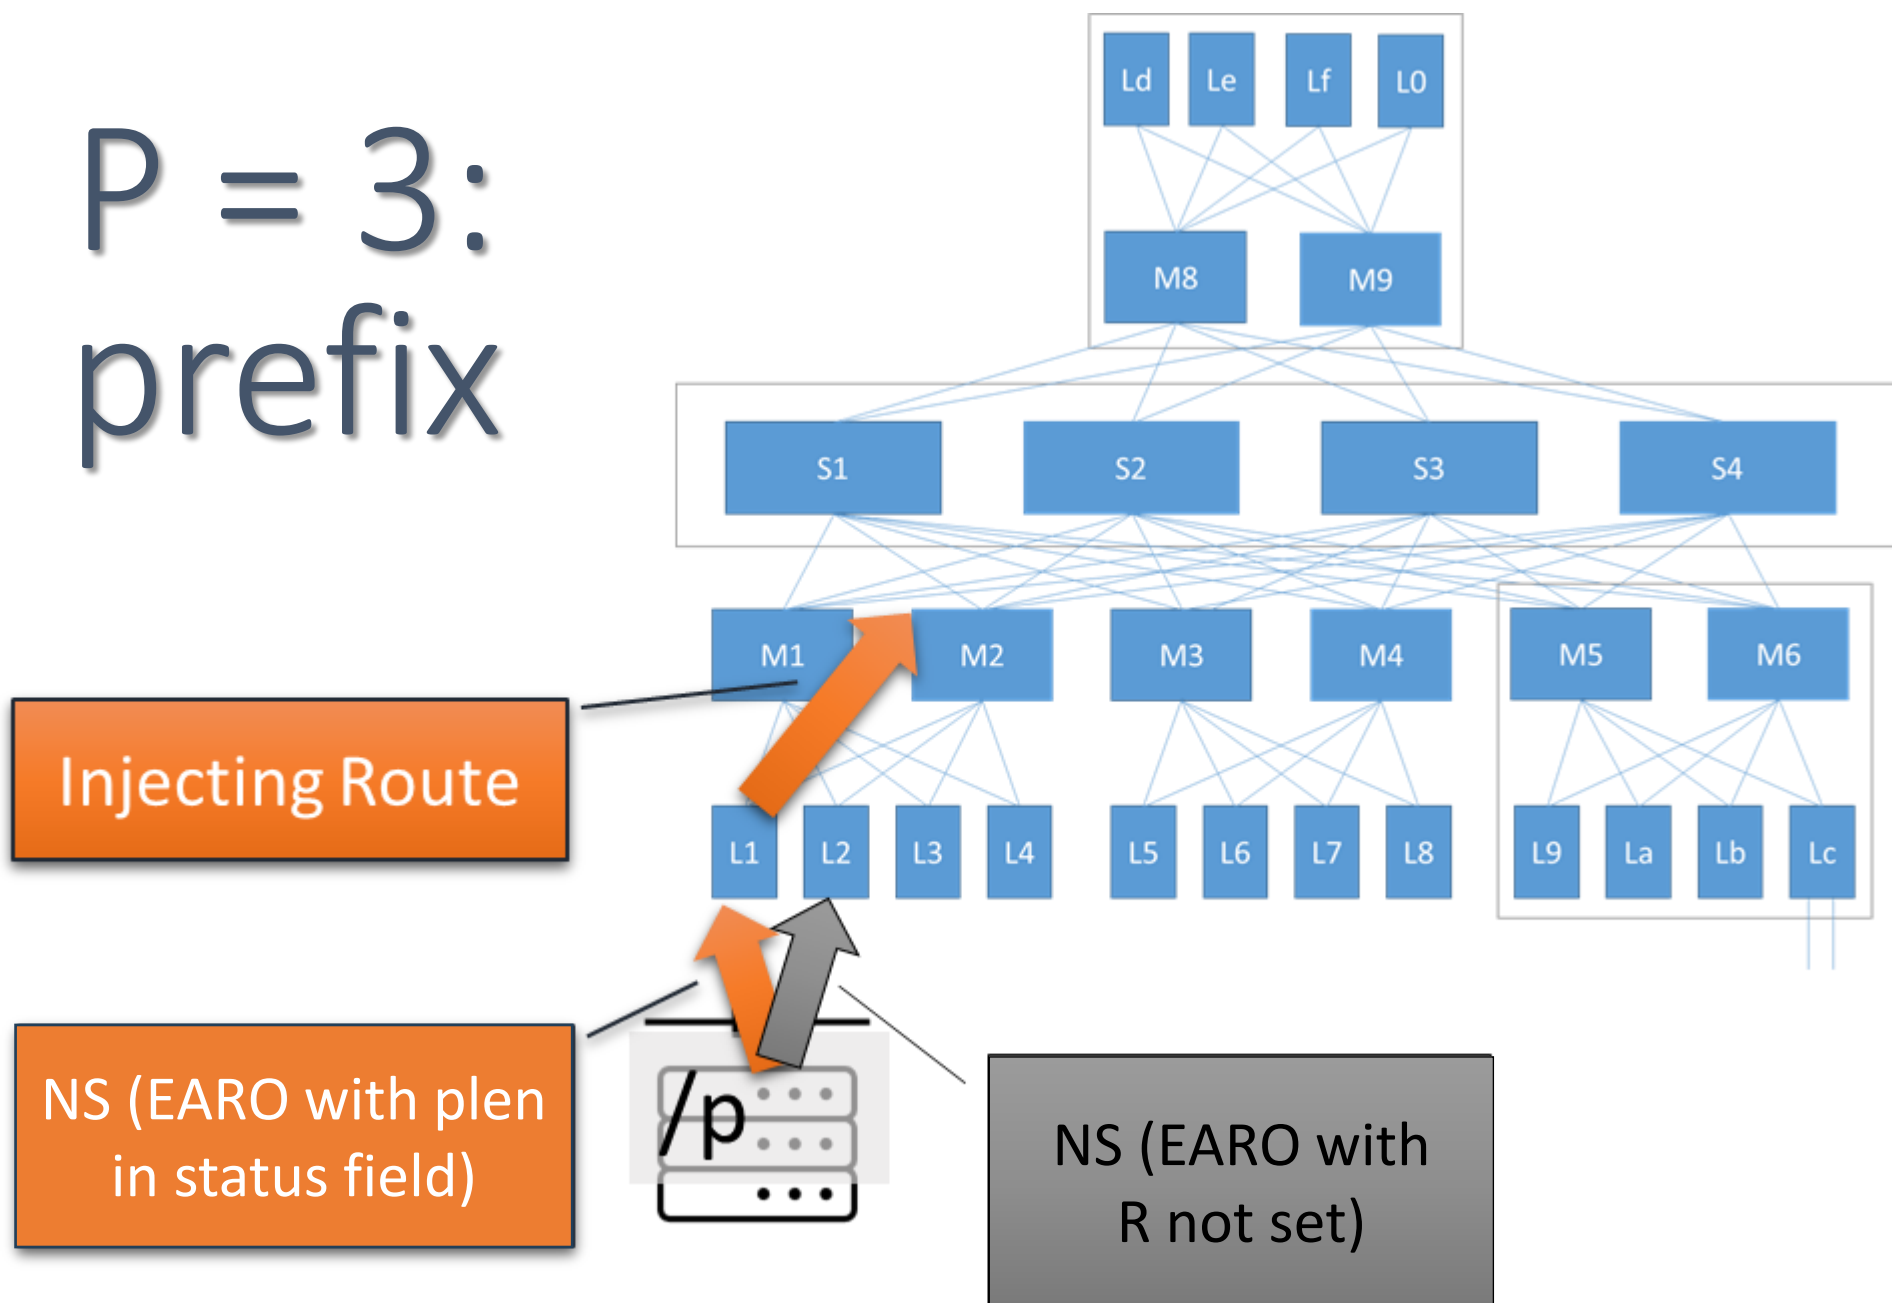 P = 3:
prefix
Ld Le Lf L0
M8 M9
S1 S2 S3 S4
M1 M2 M3 M4 M5 M6
Injecting Route
L1 L2 L3 L4 L5 L6 L7 L8 L9 La Lb Lc
NS (EARO with plen
in status field)
/p
NS (EARO with
R not set)